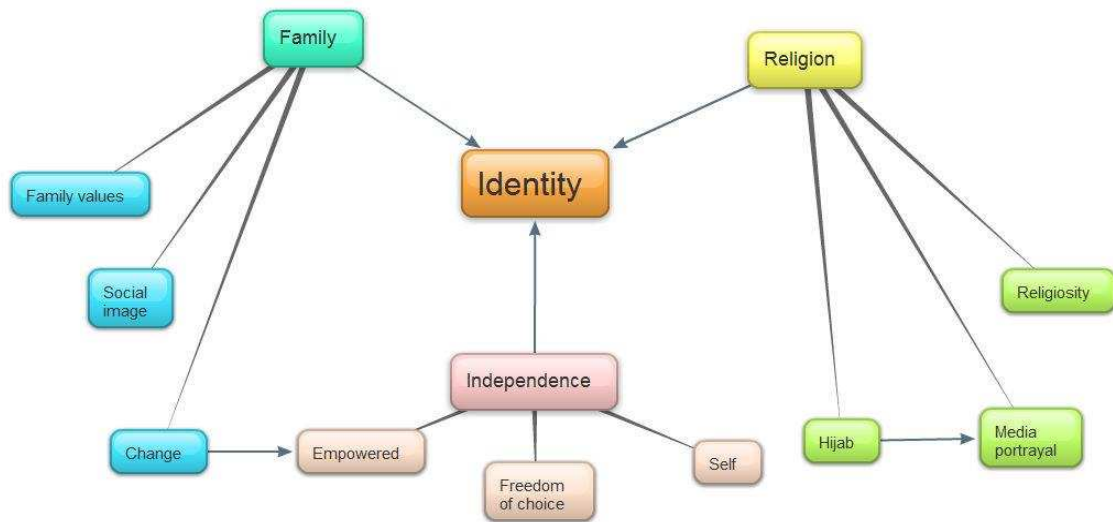 Family
Religion
Identity
Family values
Social
image
Religiosity
Independence
Change
Empowered
Freedom
of choice
Self
Hijab
Media
portrayal